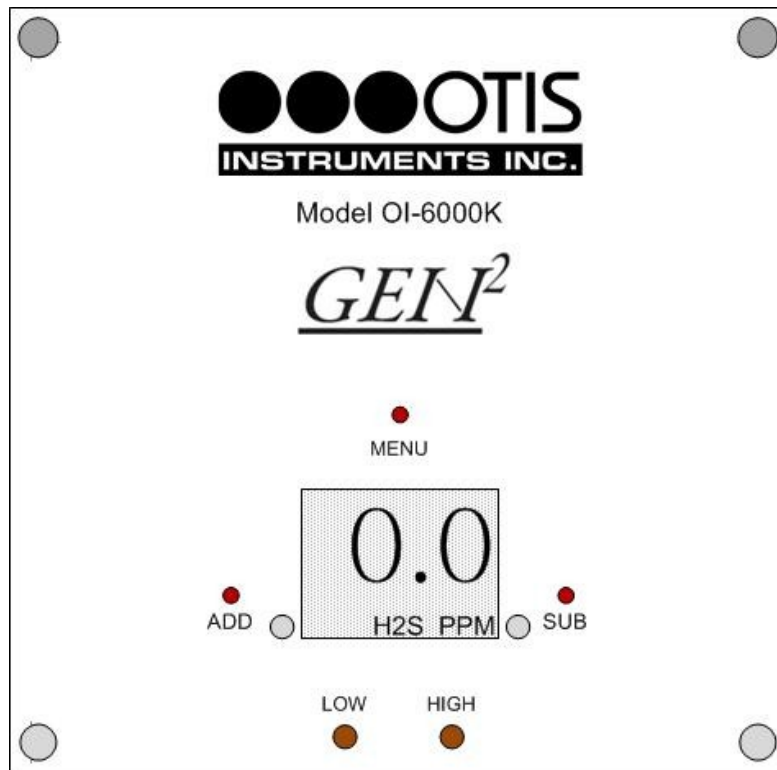 OTIS
INSTRUMENTS INC.
Model OI-6000K
GEN²
MENU
0.0
H2S PPM
ADD
SUB
LOW
HIGH